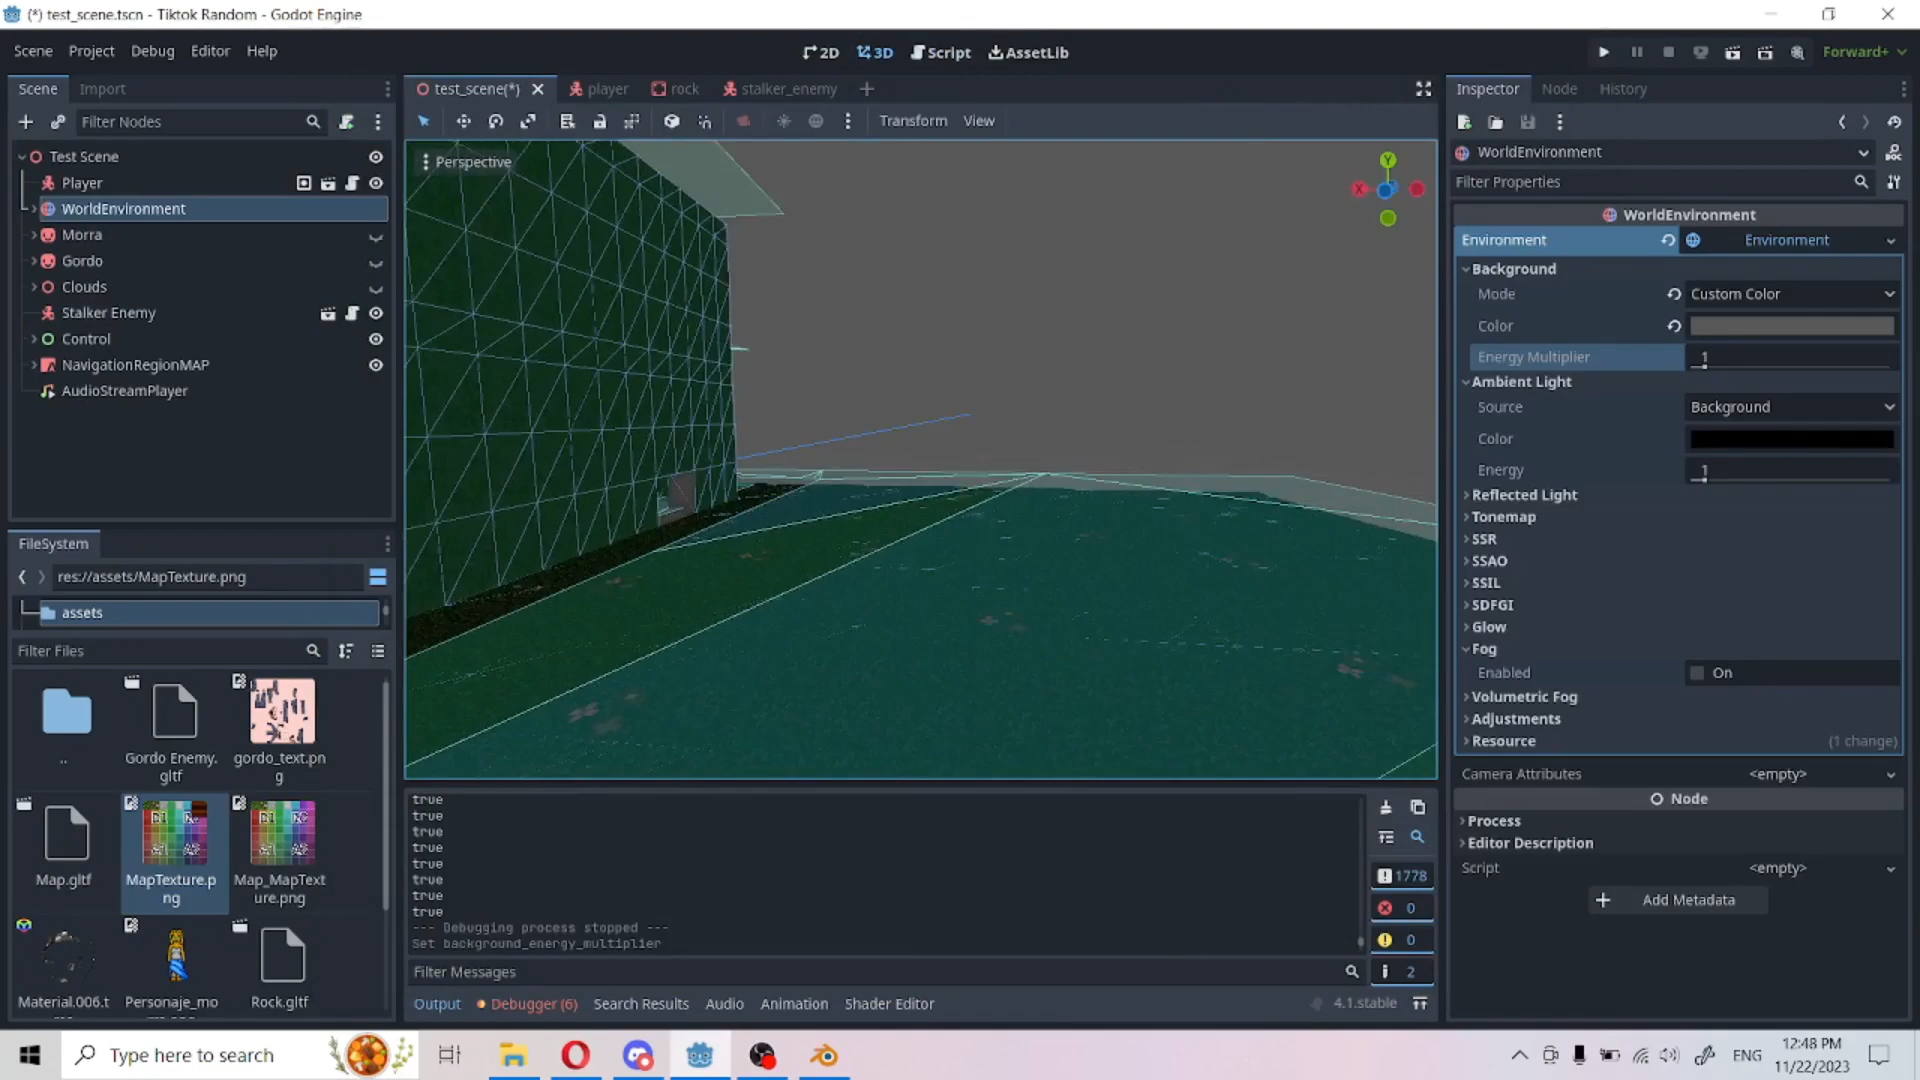 (*) test_scene.tscn - Tiktok Random - Godot Engine
Scene Project Debug Editor Help
2D 3D Script AssetLib
Forward+
Scene Import
test_scene(*) player rock stalker_enemy
Inspector Node History
Filter Nodes
Transform View
Test Scene
Player
WorldEnvironment
Morra
Gordo
Clouds
Stalker Enemy
Control
NavigationRegionMAP
AudioStreamPlayer
Perspective
Y
X
WorldEnvironment
Filter Properties
WorldEnvironment
Environment Environment
Background
Mode Custom Color
Color
Energy Multiplier 1
Ambient Light
Source Background
Color
Energy 1
Reflected Light
Tonemap
SSR
SSAO
SSIL
SDFGI
Glow
Fog
Enabled On
Volumetric Fog
Adjustments
Resource (1 change)
Camera Attributes <empty>
Node
Process
Editor Description
Script <empty>
Add Metadata
FileSystem
res://assets/MapTexture.png
assets
Filter Files
..
Gordo Enemy.
gltf
gordo_text.pn
g
Map.gltf
MapTexture.p
ng
Map_MapText
ure.png
Material.006.t
Personaje_mo
Rock.gltf
true
true
true
true
true
true
true
true
--- Debugging process stopped ---
Set background_energy_multiplier
1778
0
0
2
Filter Messages
Output Debugger (6) Search Results Audio Animation Shader Editor
4.1.stable
Type here to search
ENG
12:48 PM
11/22/2023